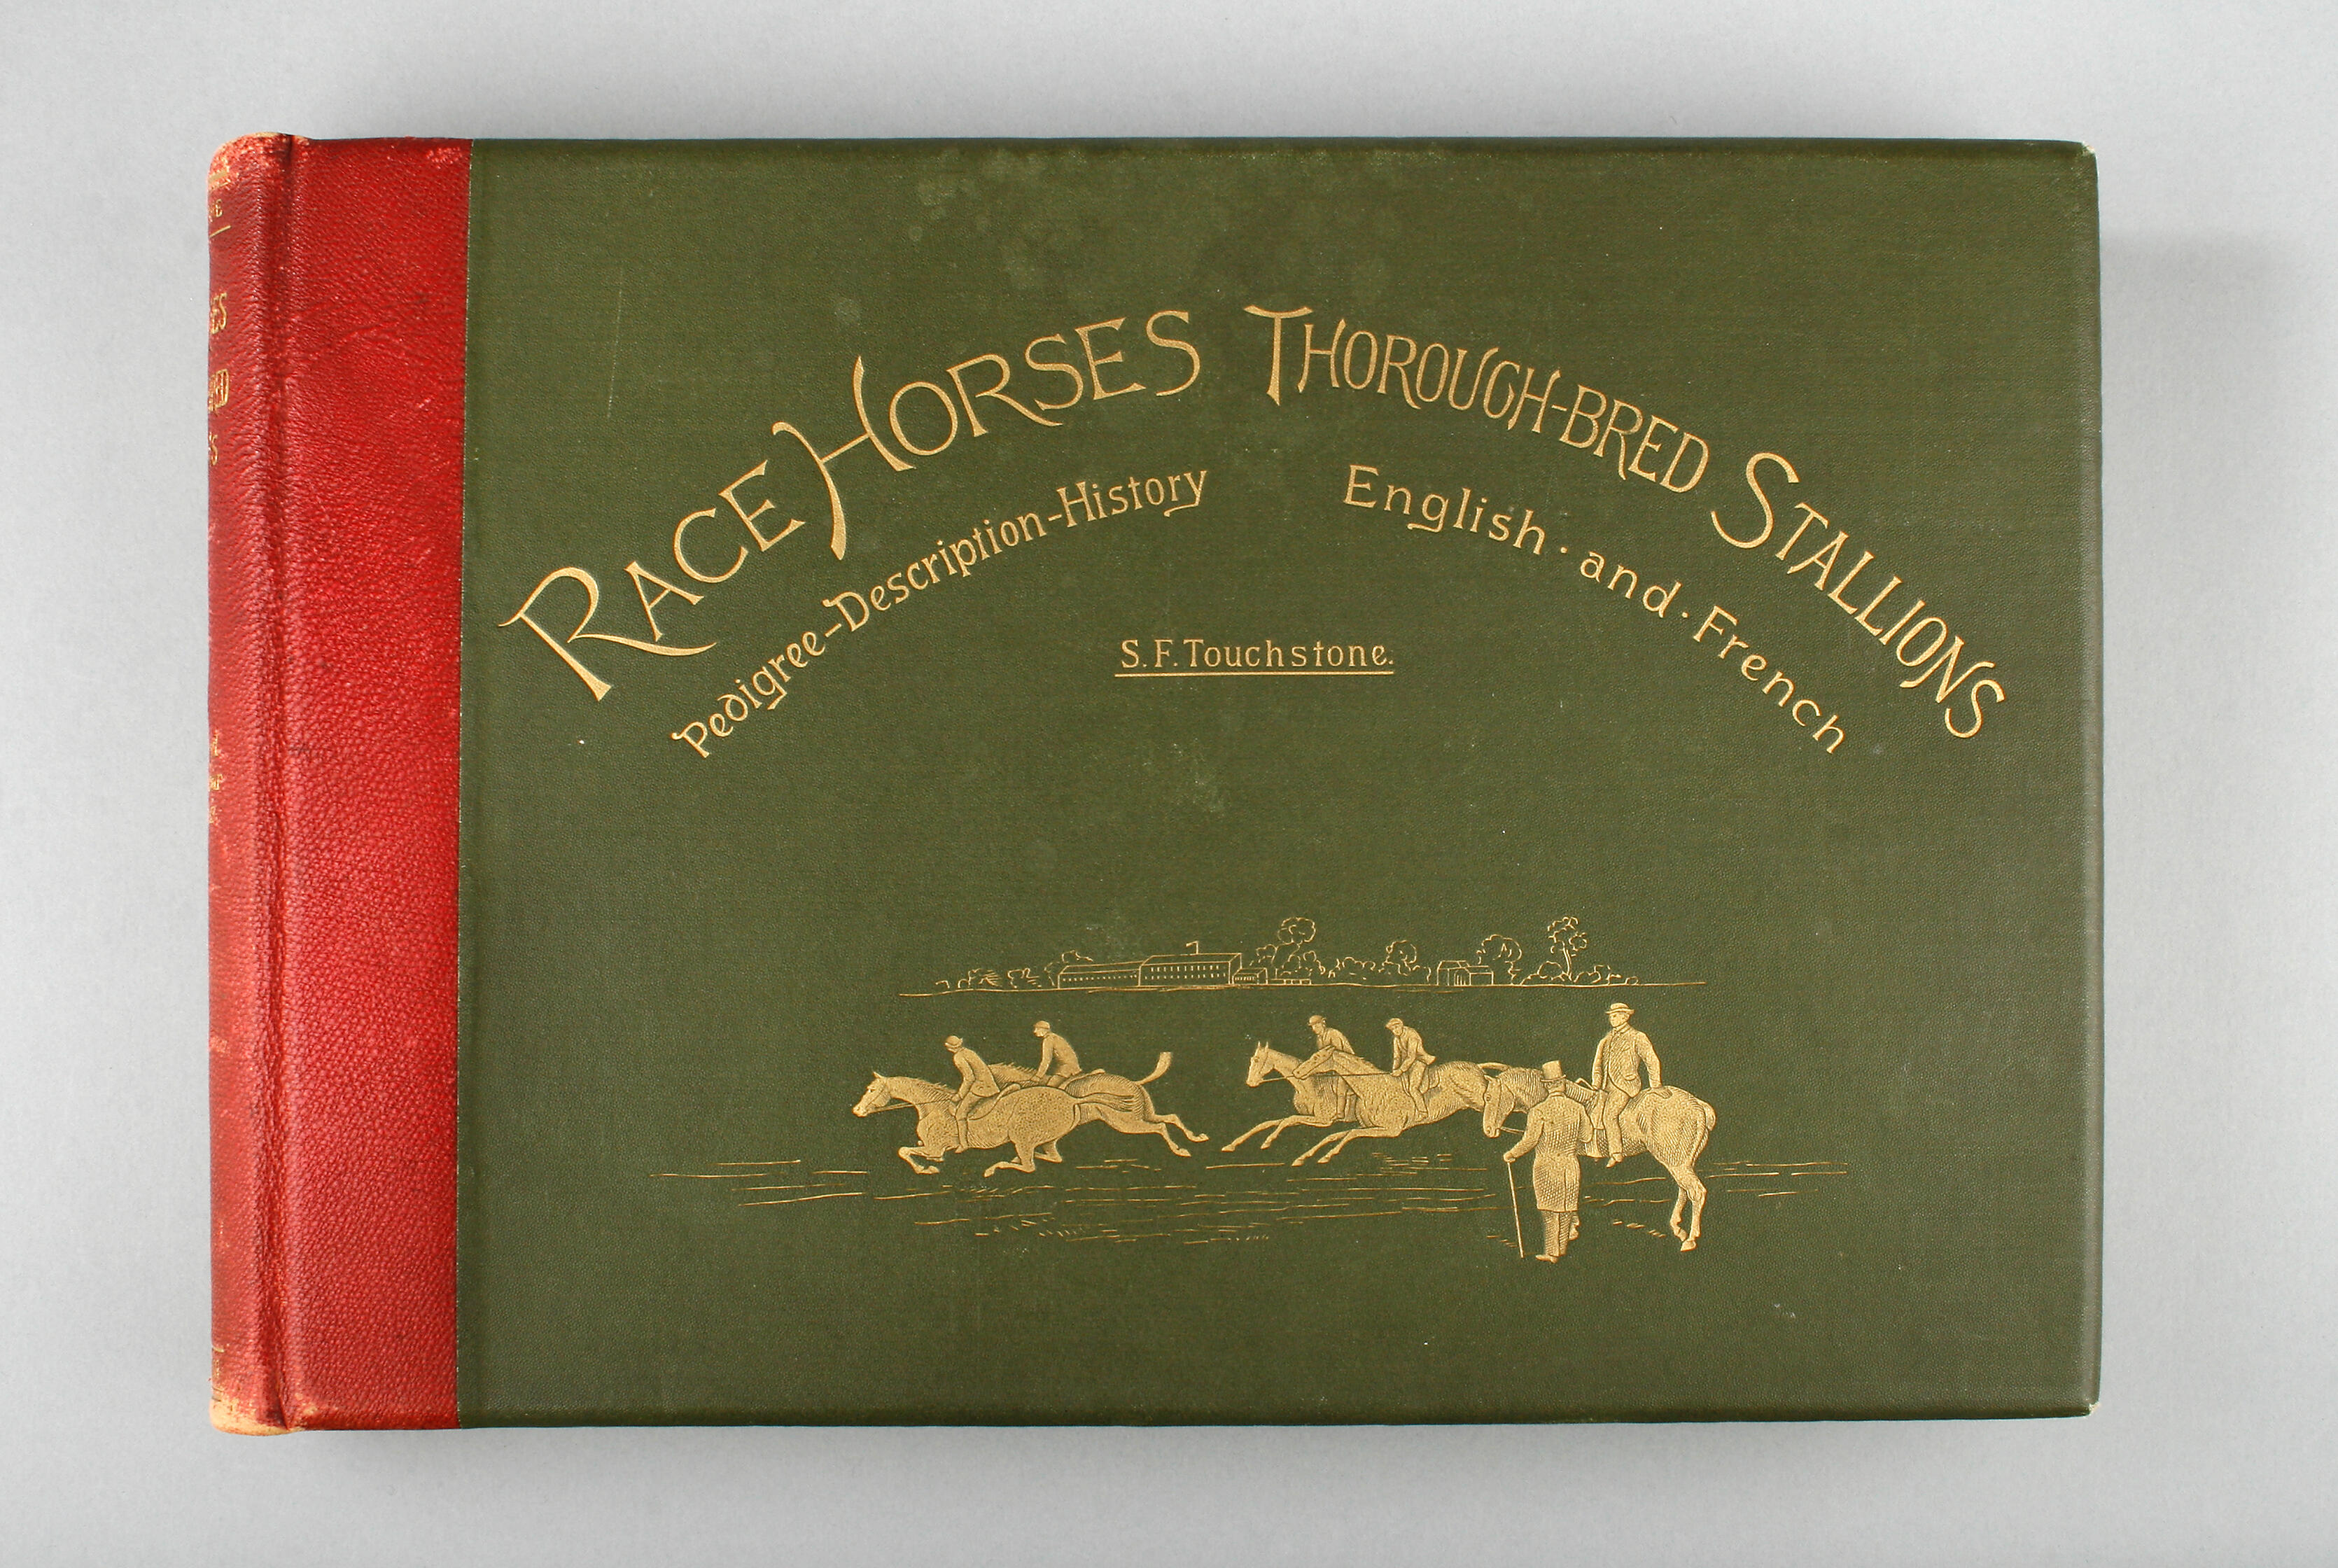 RACE HORSES THOROUGH-BRED STALLIONS
Pedigree-Description-History
English · and · French
S. F. Touchstone.